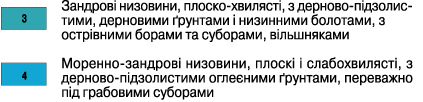 3
Зандрові низовини, плоско-хвилясті, з дерново-підзолис-
тими, дерновими ґрунтами і низинними болотами, з
острівними борами та суборами, вільшняками
4
Моренно-зандрові низовини, плоскі і слабохвилясті, з
дерново-підзолистими оглеєними ґрунтами, переважно
під грабовими суборами